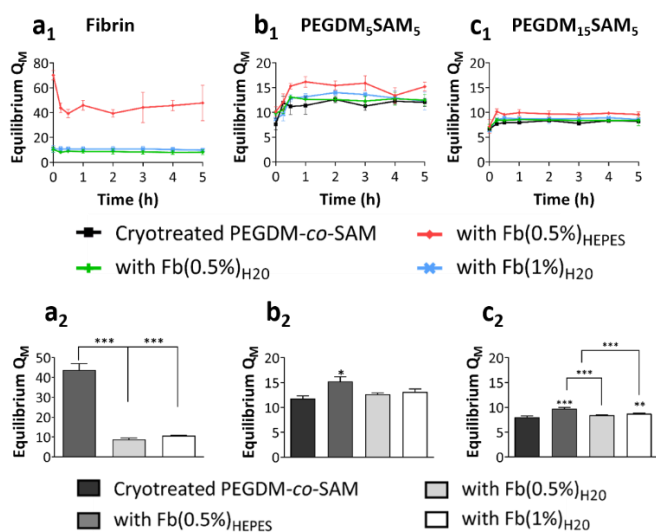 a1 Fibrin
b1 PEGDM5SAM5
c1 PEGDM15SAM5
Equilibrium QM
80
60
40
20
0
0 1 2 3 4 5
Time (h)
Equilibrium QM
20
15
10
5
0
0 1 2 3 4 5
Time (h)
Equilibrium QM
20
15
10
5
0
0 1 2 3 4 5
Time (h)
Cryotreated PEGDM-co-SAM
with Fb(0.5%)HEPES
with Fb(0.5%)H20
with Fb(1%)H20
a2
Equilibrium QM
50
40
30
20
10
0
*** ***
b2
Equilibrium QM
20
15
10
5
0
*
c2
Equilibrium QM
20
15
10
5
0
***
***
*** **
Cryotreated PEGDM-co-SAM
with Fb(0.5%)H20
with Fb(0.5%)HEPES
with Fb(1%)H20